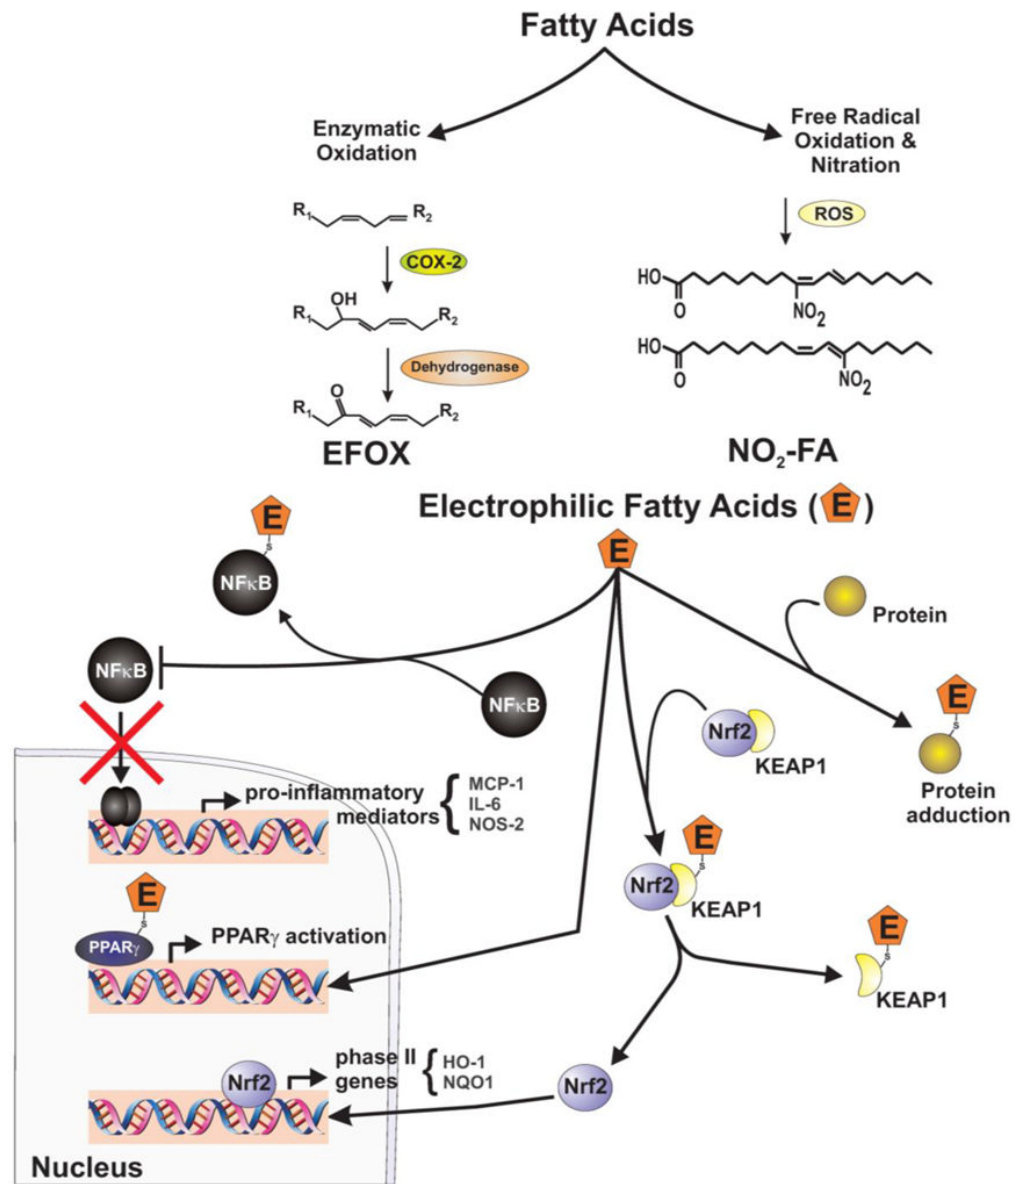 Fatty Acids
Enzymatic
Oxidation
Free Radical
Oxidation &
Nitration
R₁
R₂
COX-2
OH
R₁
R₂
Dehydrogenase
O
R₁
R₂
EFOX
ROS
HO
O
NO₂
HO
O
NO₂
NO₂-FA
Electrophilic Fatty Acids (E)
E
E
S
NFκB
NFκB
NFκB
Protein
E
S
Protein
adduction
Nrf2
KEAP1
pro-inflammatory
mediators
{
MCP-1
IL-6
NOS-2
E
S
Nrf2
KEAP1
E
S
PPARγ
PPARγ activation
E
S
KEAP1
phase II
genes
{
HO-1
NQO1
Nrf2
Nrf2
Nucleus